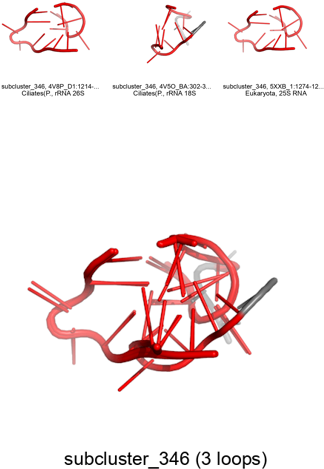 subcluster_346, 4V8P_D1:1214-...
Ciliates(P., rRNA 26S
subcluster_346, 4V5O_BA:302-3...
Ciliates(P., rRNA 18S
subcluster_346, 5XXB_1:1274-12...
Eukaryota, 25S RNA
subcluster_346 (3 loops)